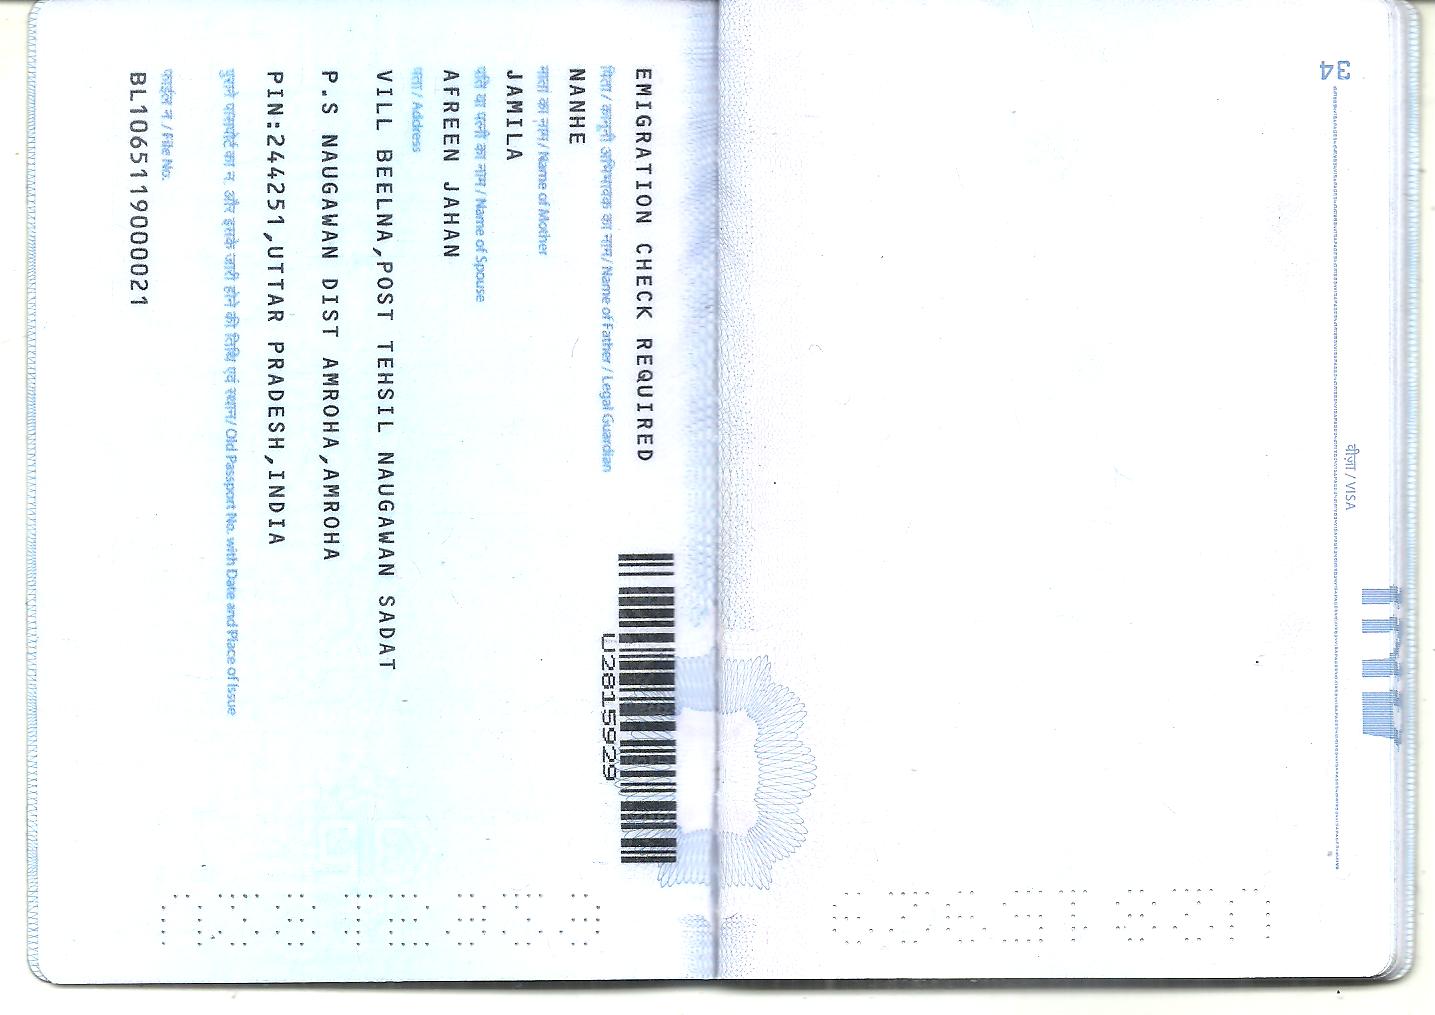 EMIGRATION CHECK REQUIRED
पिता / कानूनी अभिभावक का नाम / Name of Father / Legal Guardian
NANHE
माता का नाम / Name of Mother
JAMILA
पति या पत्नी का नाम / Name of Spouse
AFREEN JAHAN
पता / Address
VILL BEELNA,POST TEHSIL NAUGAWAN SADAT
P.S NAUGAWAN DIST AMROHA,AMROHA
PIN:244251,UTTAR PRADESH,INDIA
पुराने पासपोर्ट का न. और इसके जारी होने की तिथि एवं स्थान / Old Passport No. with Date and Place of Issue
फाईल न / File No.
BL1065119000021
U2815929
34
वीज़ा / VISA
U2815929